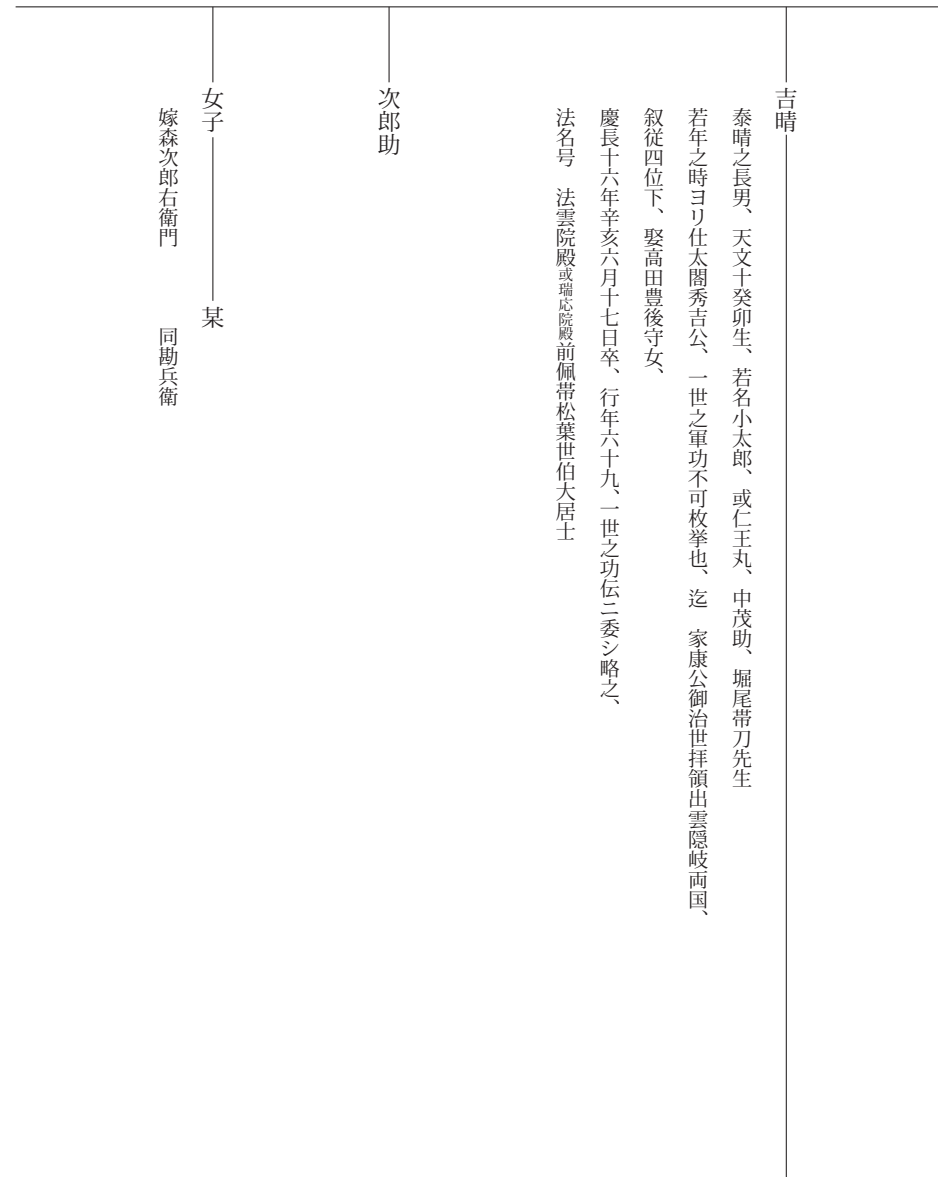 吉晴
泰晴之長男、天文十癸卯生、若名小太郎、或仁王丸、中茂助、堀尾帯刀先生
若年之時ヨリ仕太閤秀吉公、一世之軍功不可枚挙也、迄　家康公御治世拝領出雲隠岐両国、
叙従四位下、娶高田豊後守女、
慶長十六年辛亥六月十七日卒、行年六十九、一世之功伝ニ委シ略之、
法名号　法雲院殿或瑞応院殿前佩帯松葉世伯大居士
次郎助
女子　某
嫁森次郎右衛門　同勘兵衛